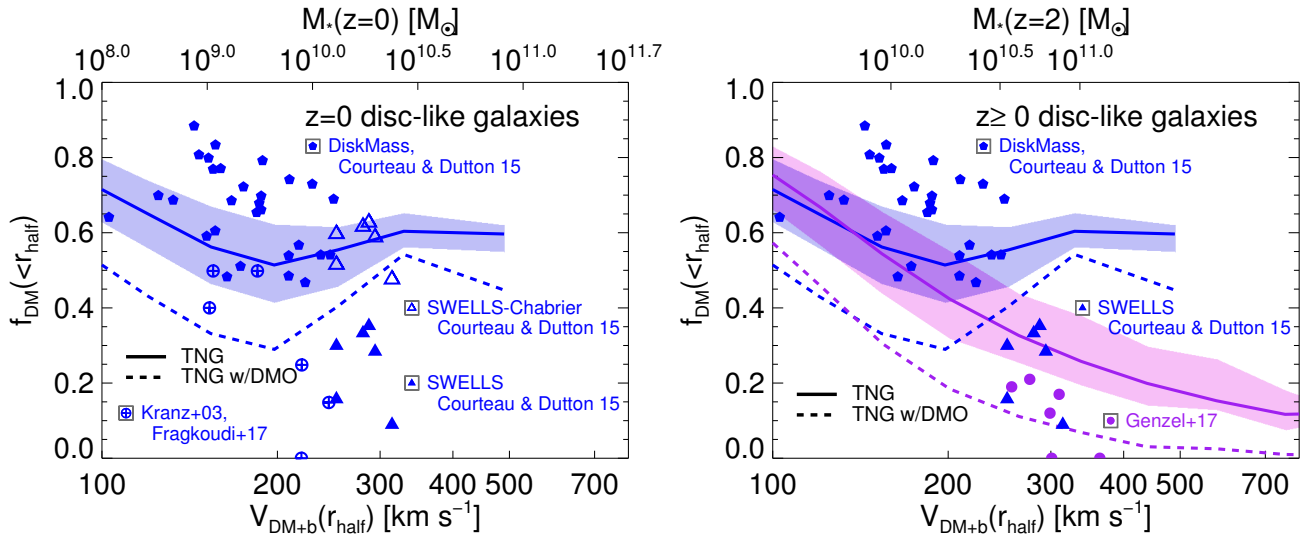 M*(z=0) [M⊙]
10^8.0 10^9.0 10^10.0 10^10.5 10^11.0 10^11.7
f_DM(<r_half)
1.0
0.8
0.6
0.4
0.2
0.0
z=0 disc-like galaxies
DiskMass,
Courteau & Dutton 15
SWELLS-Chabrier
Courteau & Dutton 15
TNG
TNG w/DMO
SWELLS
Courteau & Dutton 15
Kranz+03,
Fragkoudi+17
100 200 300 400 500 700
V_DM+b(r_half) [km s⁻¹]
M*(z=2) [M⊙]
10^10.0 10^10.5 10^11.0
f_DM(<r_half)
1.0
0.8
0.6
0.4
0.2
0.0
z≥ 0 disc-like galaxies
DiskMass,
Courteau & Dutton 15
SWELLS
Courteau & Dutton 15
TNG
TNG w/DMO
Genzel+17
100 200 300 400 500 700
V_DM+b(r_half) [km s⁻¹]